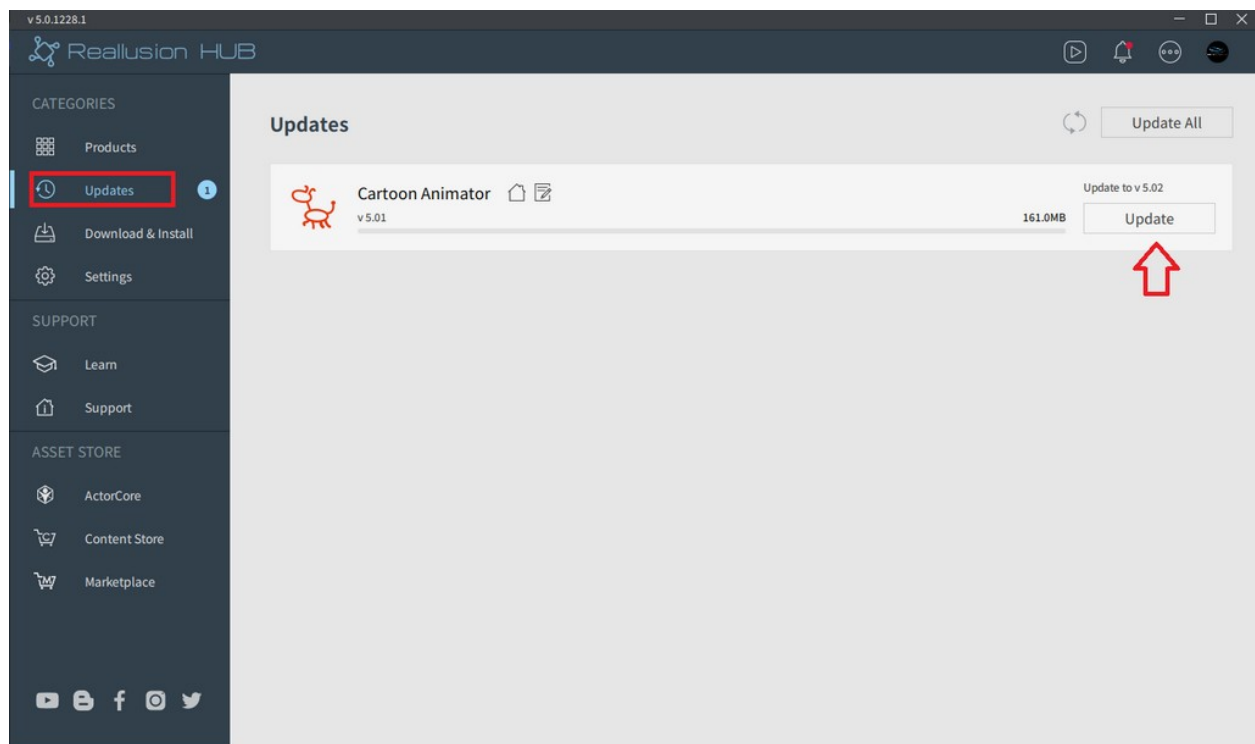 v 5.0.1228.1
Reallusion HUB
CATEGORIES
Products
Updates 1
Download & Install
Settings
SUPPORT
Learn
Support
ASSET STORE
ActorCore
Content Store
Marketplace
Updates
Update All
Cartoon Animator
Update to v 5.02
v 5.01
161.0MB
Update